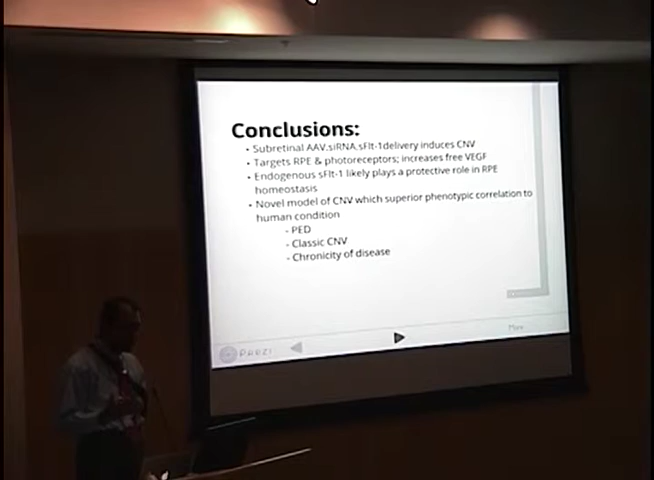 Conclusions:
• Subretinal AAV.siRNA.sFlt-1delivery induces CNV
• Targets RPE & photoreceptors; increases free VEGF
• Endogenous sFlt-1 likely plays a protective role in RPE
homeostasis
• Novel model of CNV which superior phenotypic correlation to
human condition
- PED
- Classic CNV
- Chronicity of disease
PREZI
More